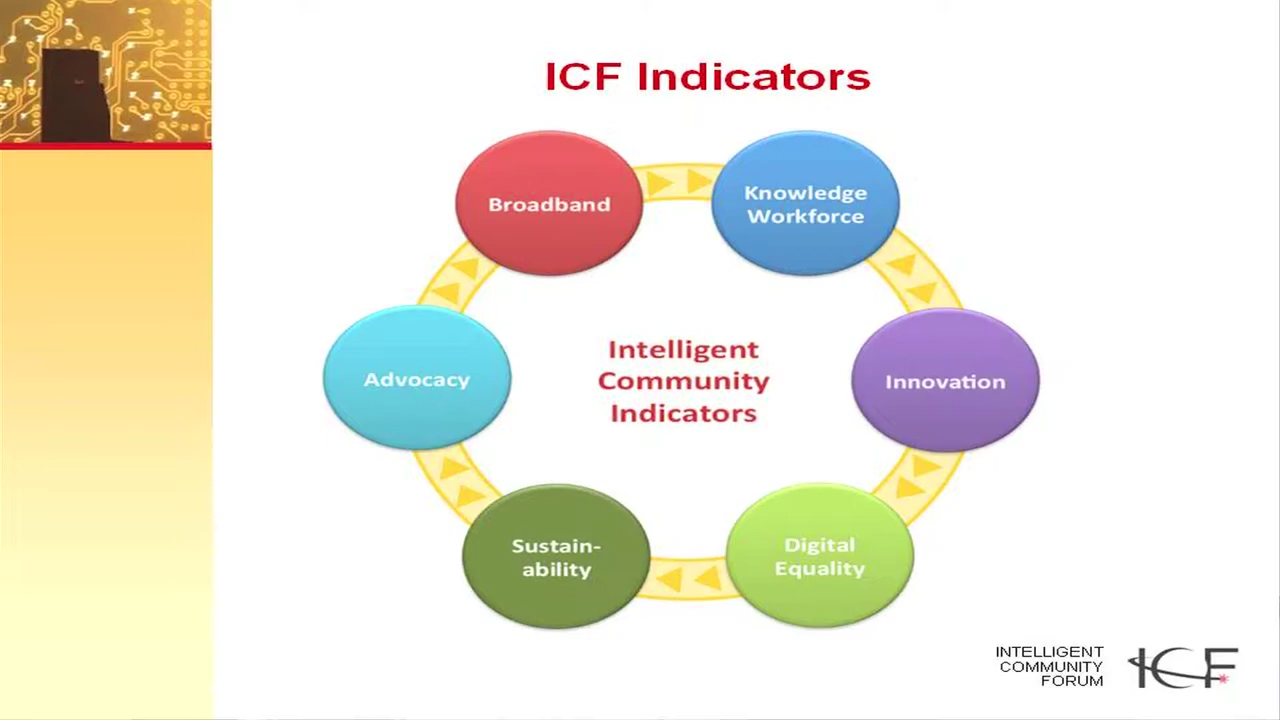 ICF Indicators
Broadband
Knowledge
Workforce
Advocacy
Intelligent
Community
Indicators
Innovation
Sustain-
ability
Digital
Equality
INTELLIGENT
COMMUNITY
FORUM
ICF